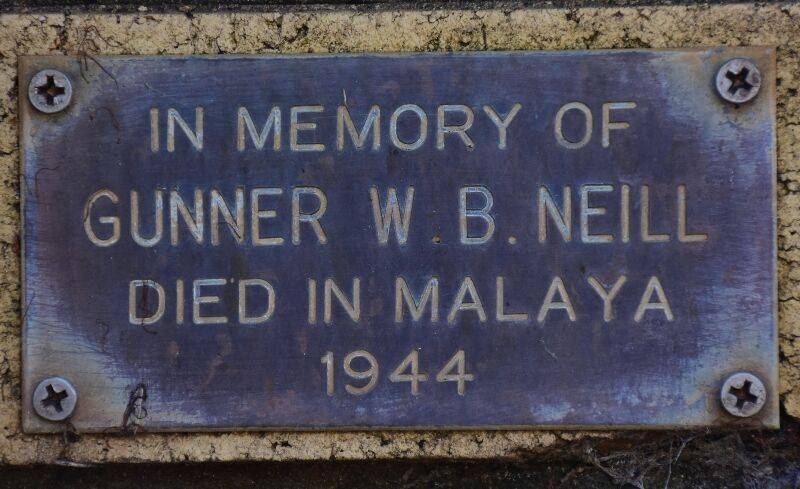 IN MEMORY OF
GUNNER W.B. NEILL
DIED IN MALAYA
1944